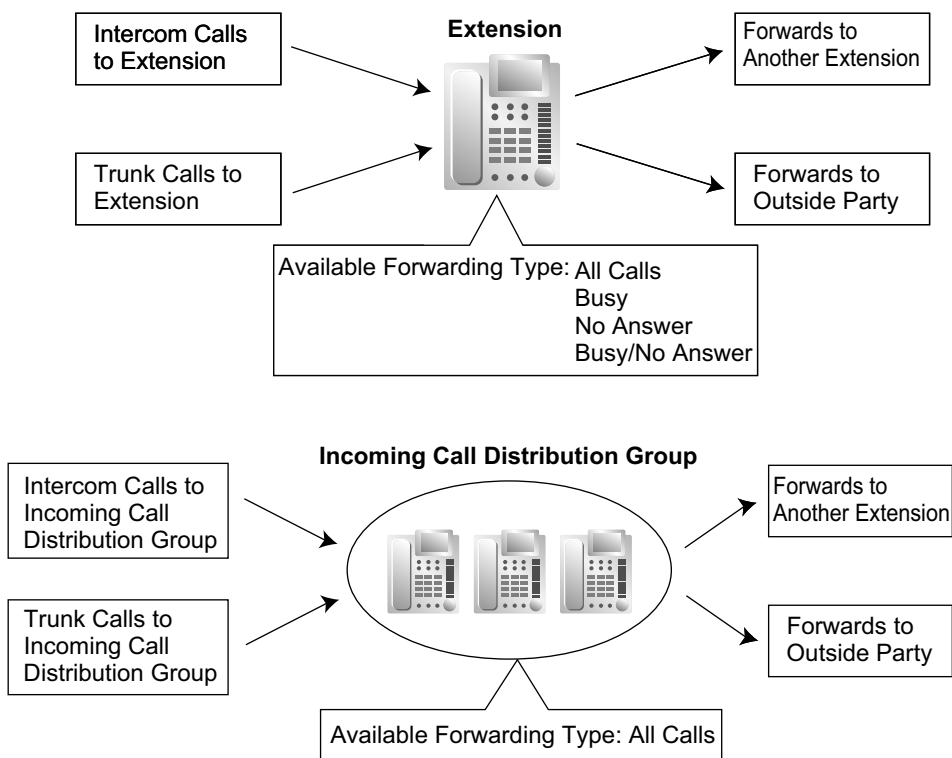 Intercom Calls
to Extension
Extension
Forwards to
Another Extension
Trunk Calls to
Extension
Forwards to
Outside Party
Available Forwarding Type: All Calls
Busy
No Answer
Busy/No Answer
Incoming Call Distribution Group
Intercom Calls to
Incoming Call
Distribution Group
Forwards to
Another Extension
Trunk Calls to
Incoming Call
Distribution Group
Forwards to
Outside Party
Available Forwarding Type: All Calls